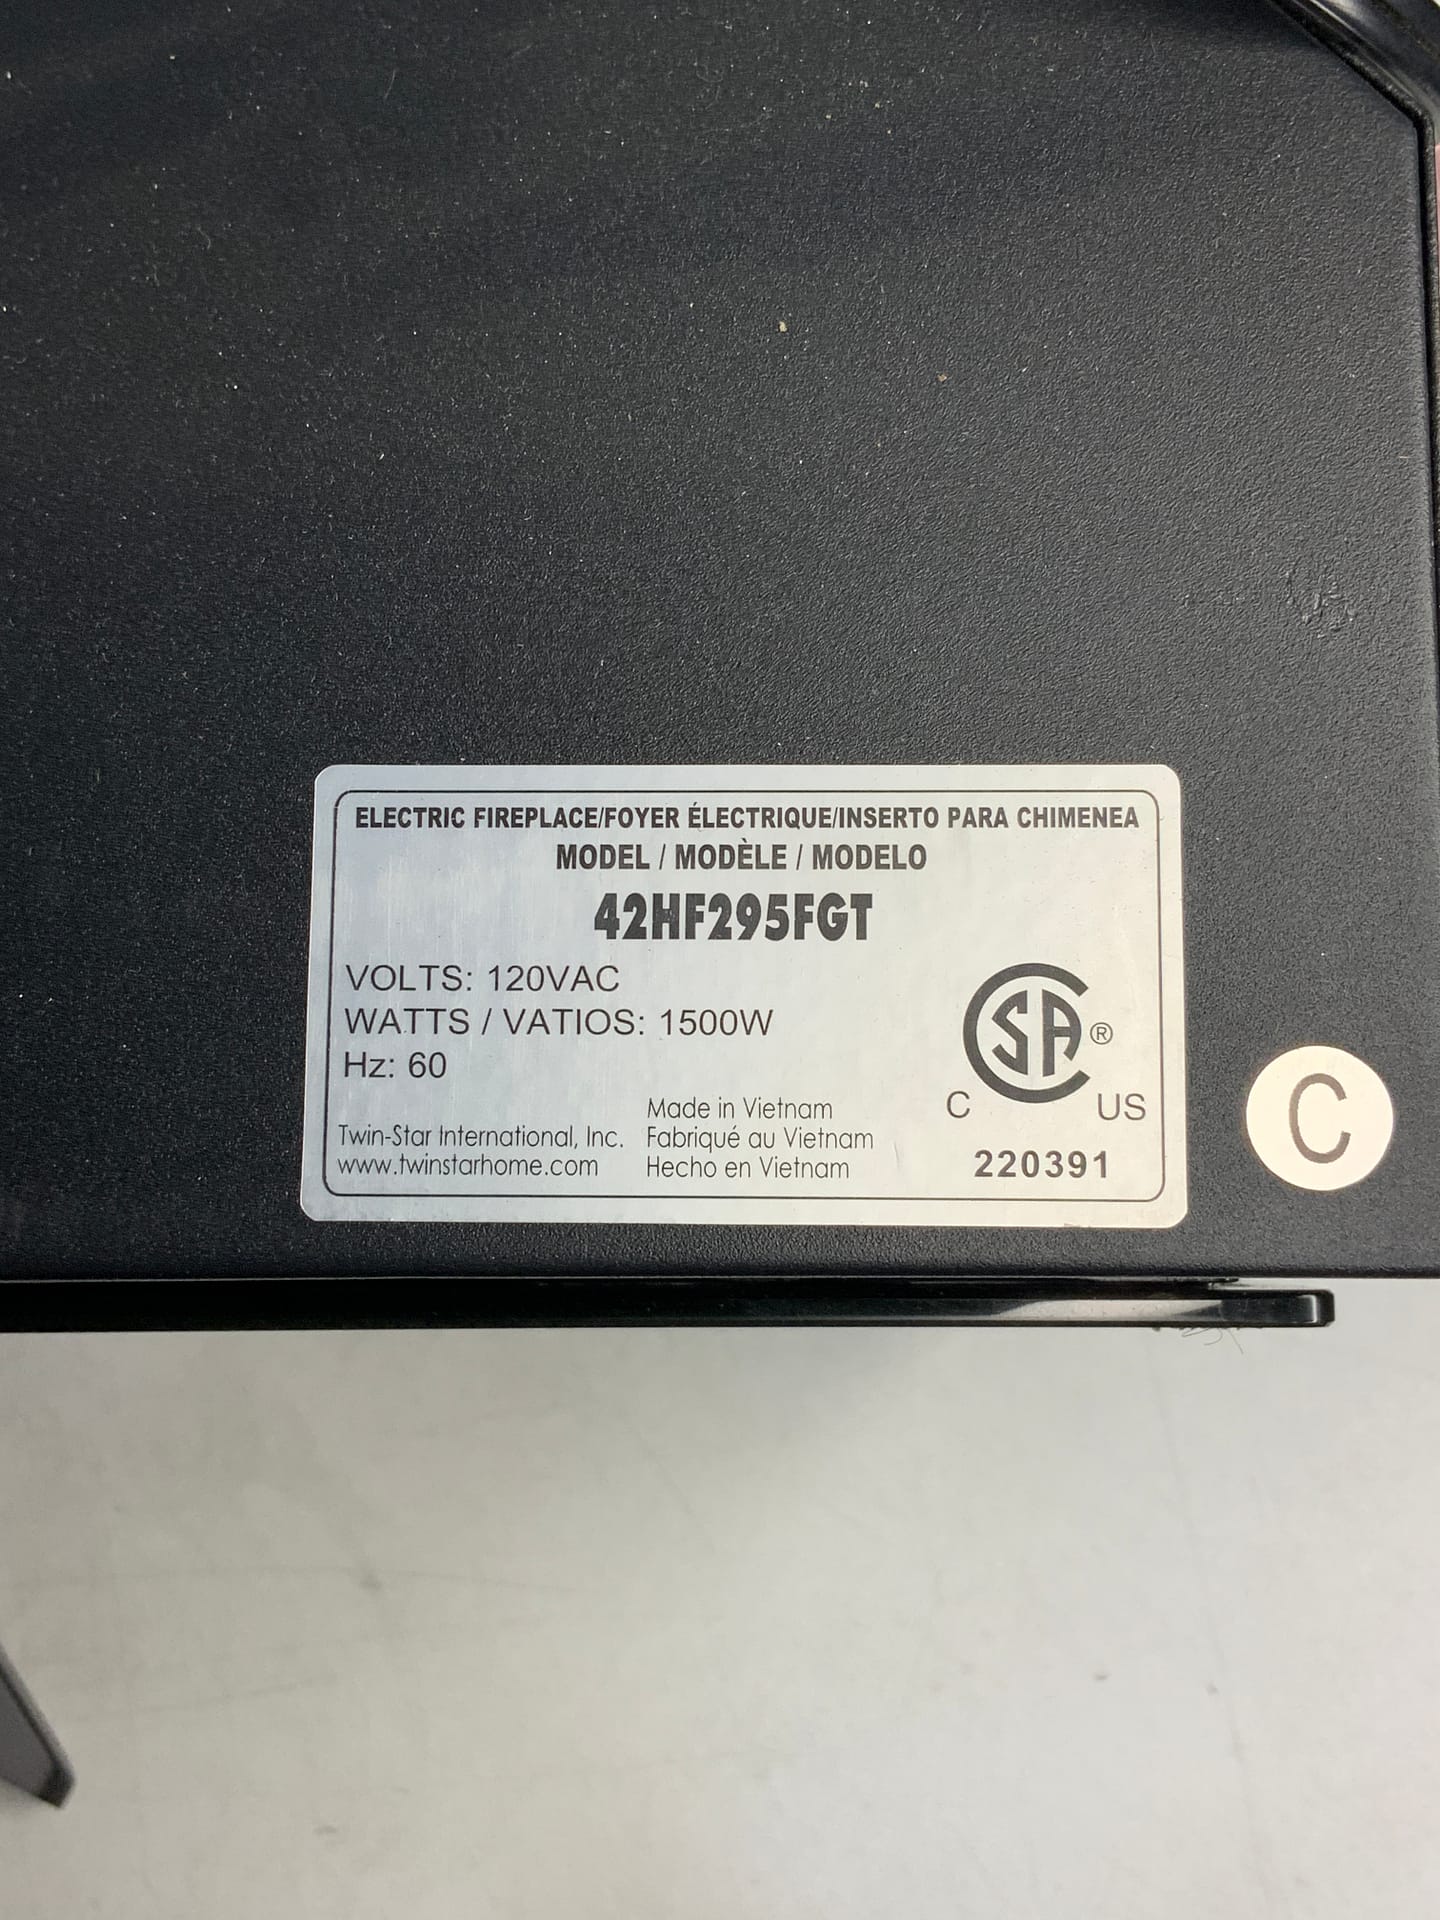 ELECTRIC FIREPLACE/FOYER ÉLECTRIQUE/INSERTO PARA CHIMENEA
MODEL / MODÈLE / MODELO
42HF295FGT
VOLTS: 120VAC
WATTS / VATIOS: 1500W
Hz: 60
Twin-Star International, Inc.
www.twinstarhome.com
Made in Vietnam
Fabriqué au Vietnam
Hecho en Vietnam
CSA®
C US
220391
C